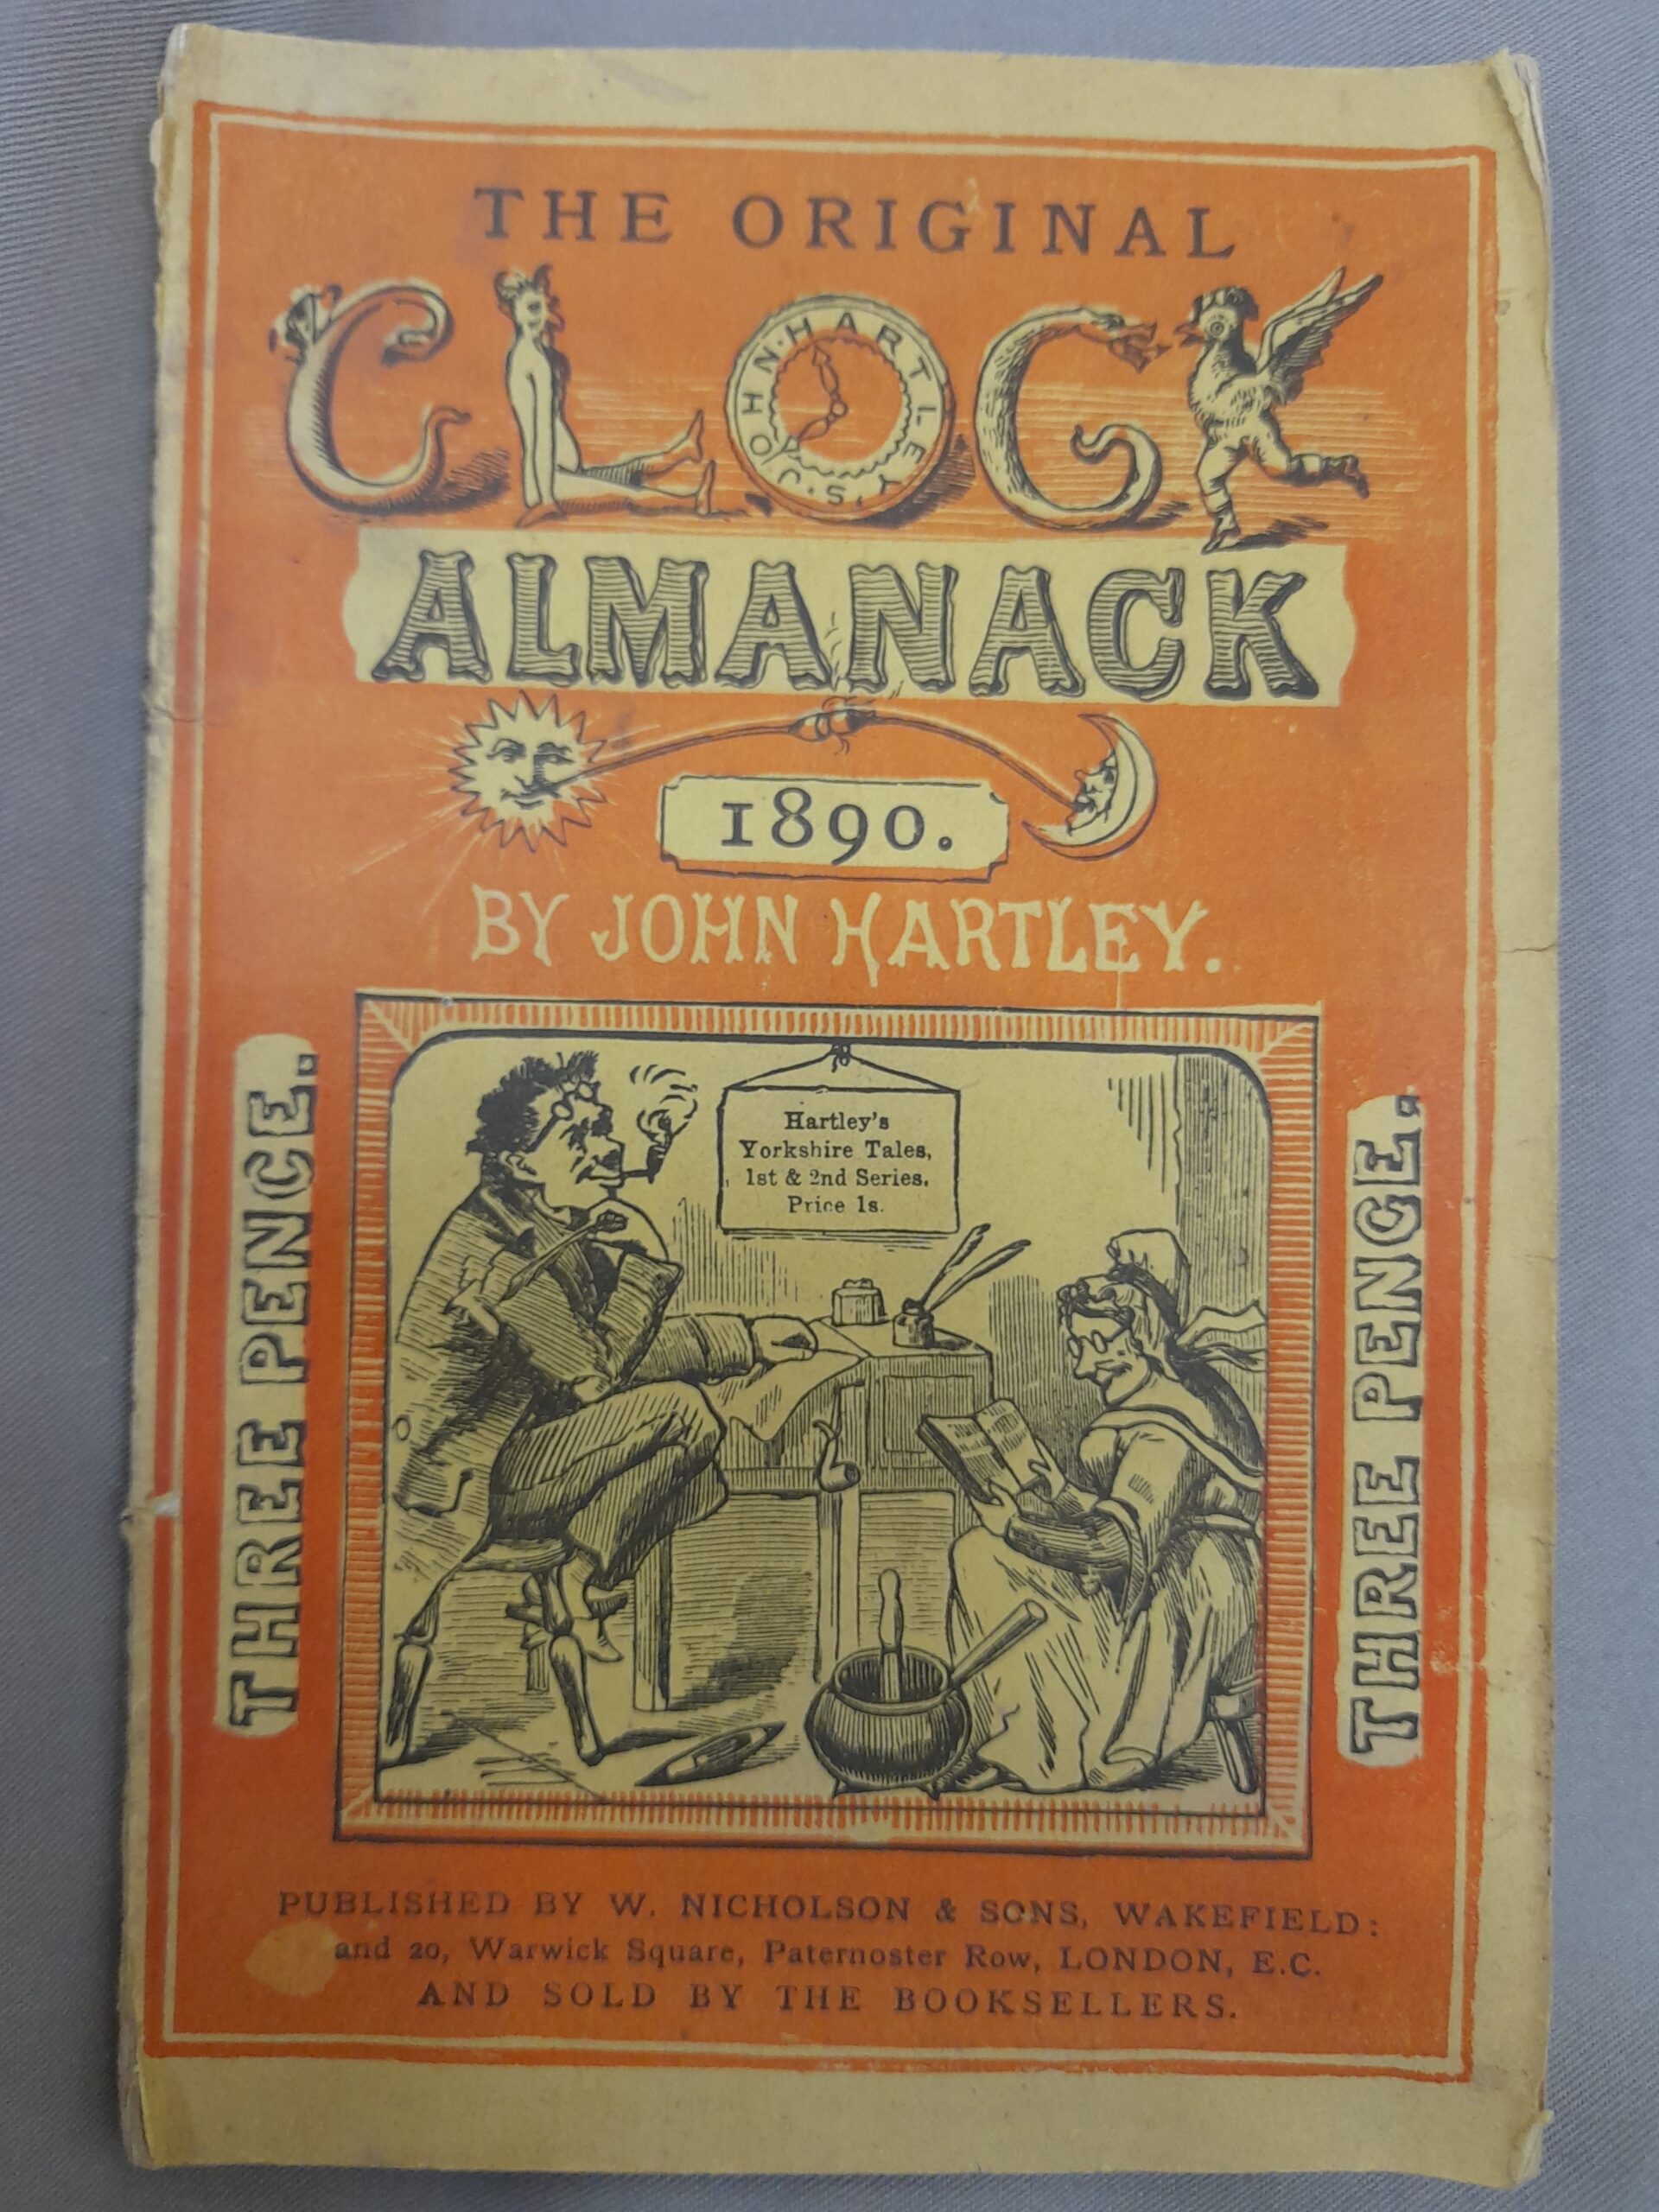 THE ORIGINAL
CLOCK
JOHN·HARTLEY'S·
ALMANACK
1890.
BY JOHN HARTLEY.
THREE PENCE.
Hartley's
Yorkshire Tales,
1st & 2nd Series.
Price 1s.
THREE PENCE.
PUBLISHED BY W. NICHOLSON & SONS, WAKEFIELD:
and 20, Warwick Square, Paternoster Row, LONDON, E.C.
AND SOLD BY THE BOOKSELLERS.